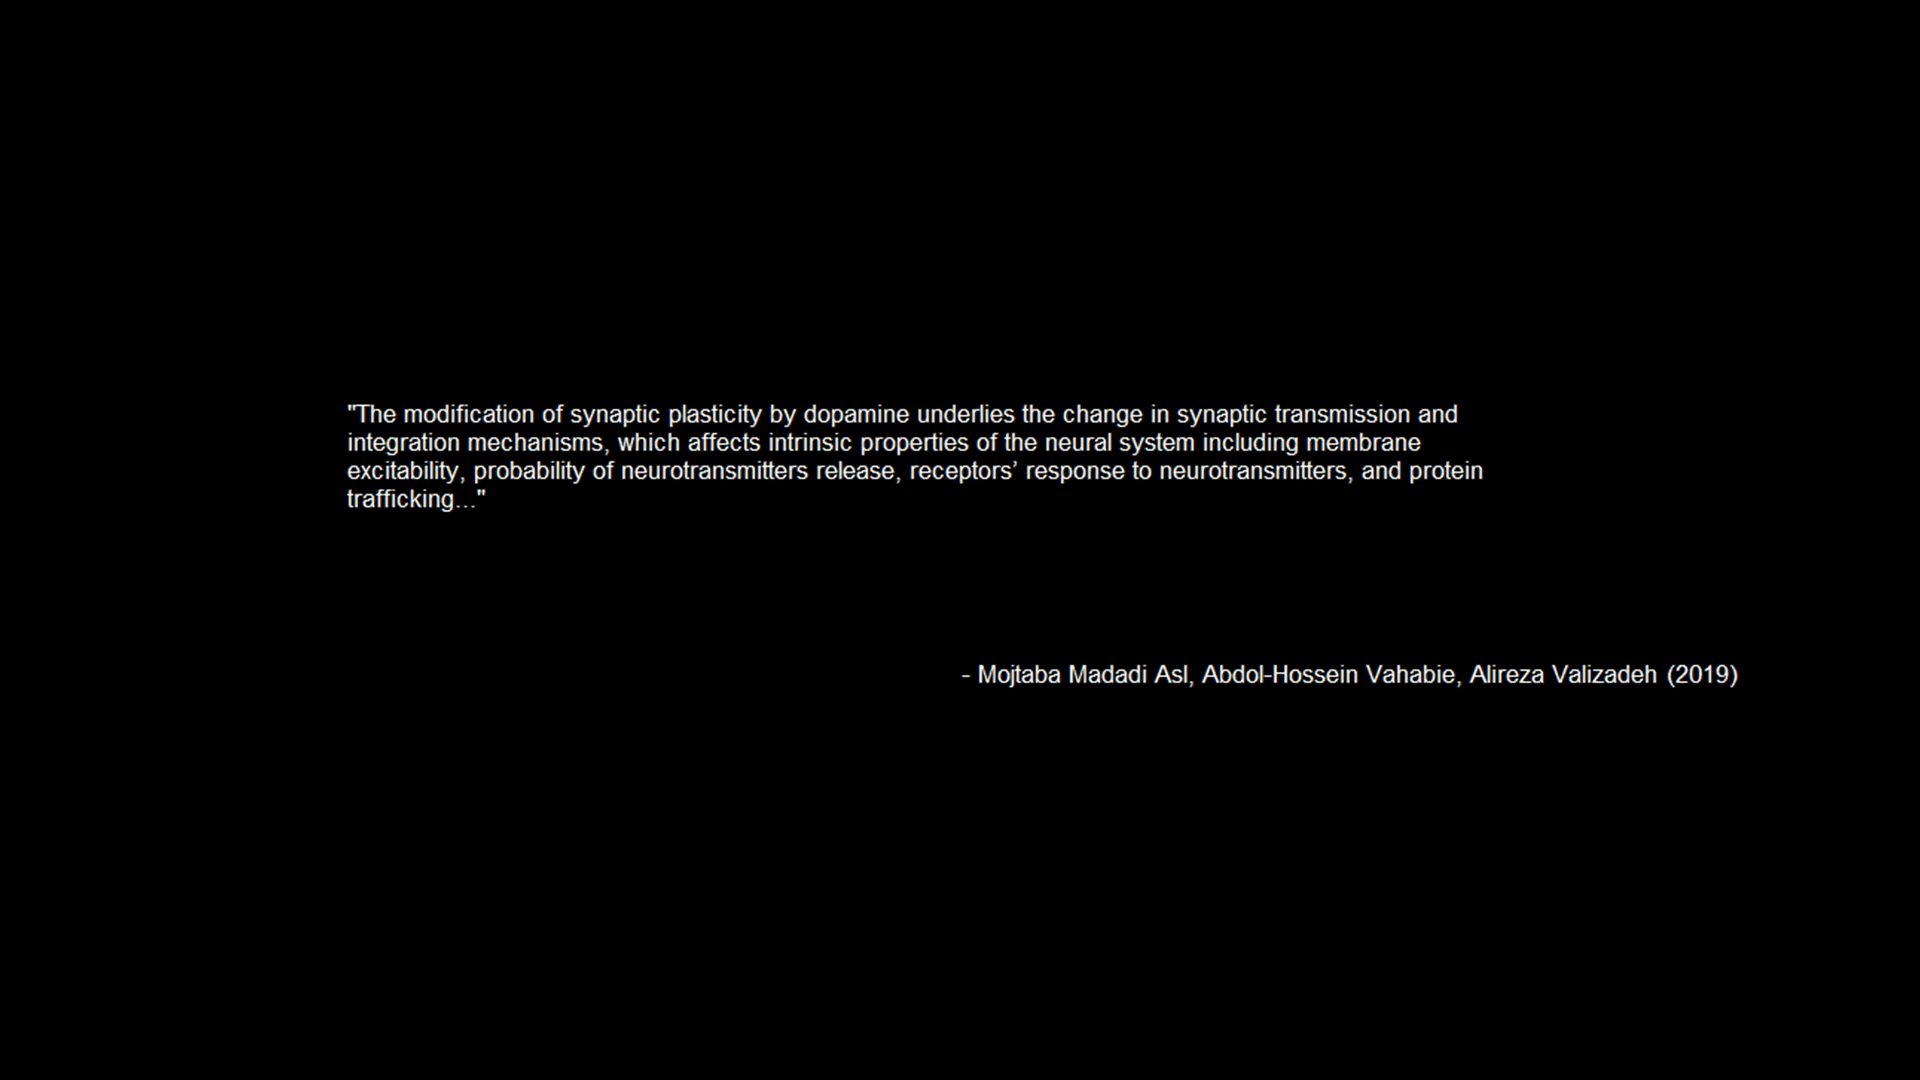 "The modification of synaptic plasticity by dopamine underlies the change in synaptic transmission and
integration mechanisms, which affects intrinsic properties of the neural system including membrane
excitability, probability of neurotransmitters release, receptors’ response to neurotransmitters, and protein
trafficking..."
- Mojtaba Madadi Asl, Abdol-Hossein Vahabie, Alireza Valizadeh (2019)